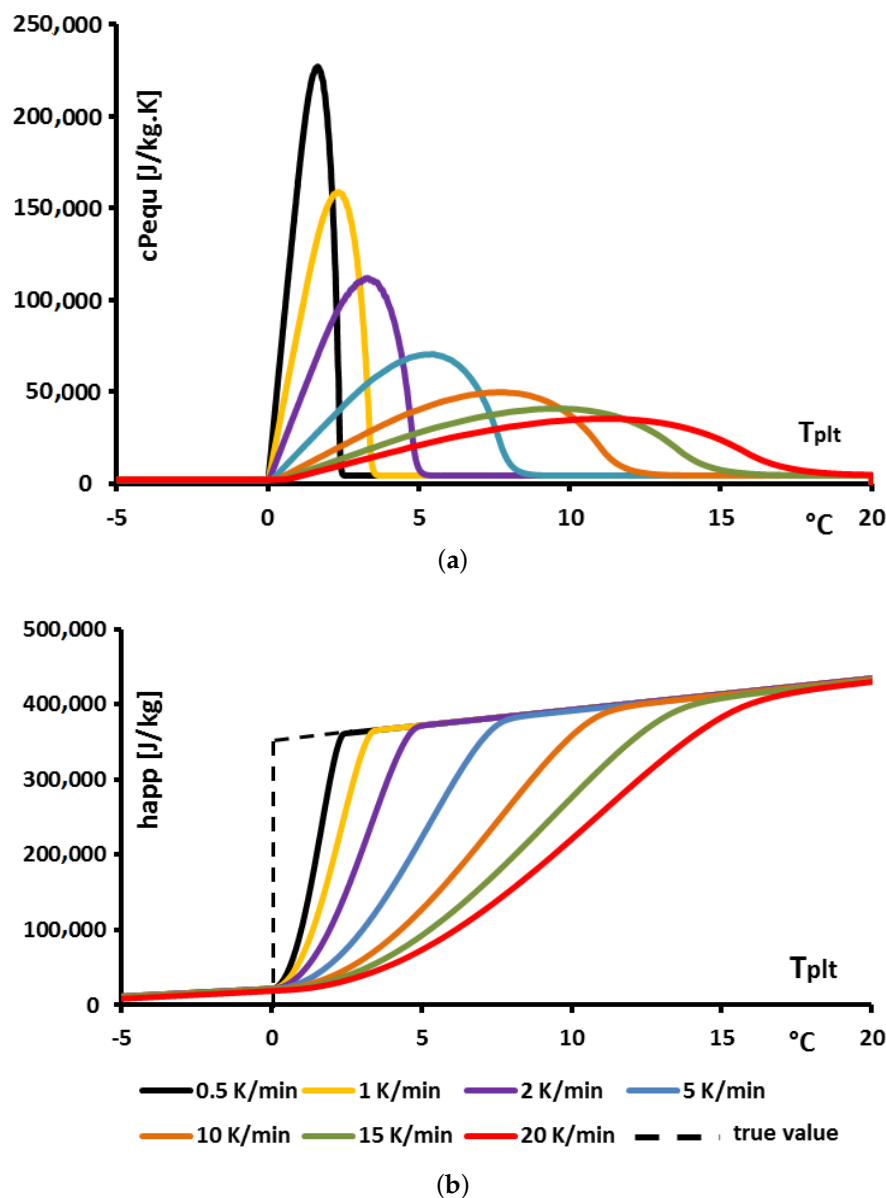 250,000
200,000
150,000
100,000
50,000
0
cPequ [J/kg.K]
Tplt
-5 0 5 10 15 20
°C
(a)
500,000
400,000
300,000
200,000
100,000
0
happ [J/kg]
Tplt
-5 0 5 10 15 20
°C
0.5 K/min 1 K/min 2 K/min 5 K/min
10 K/min 15 K/min 20 K/min true value
(b)